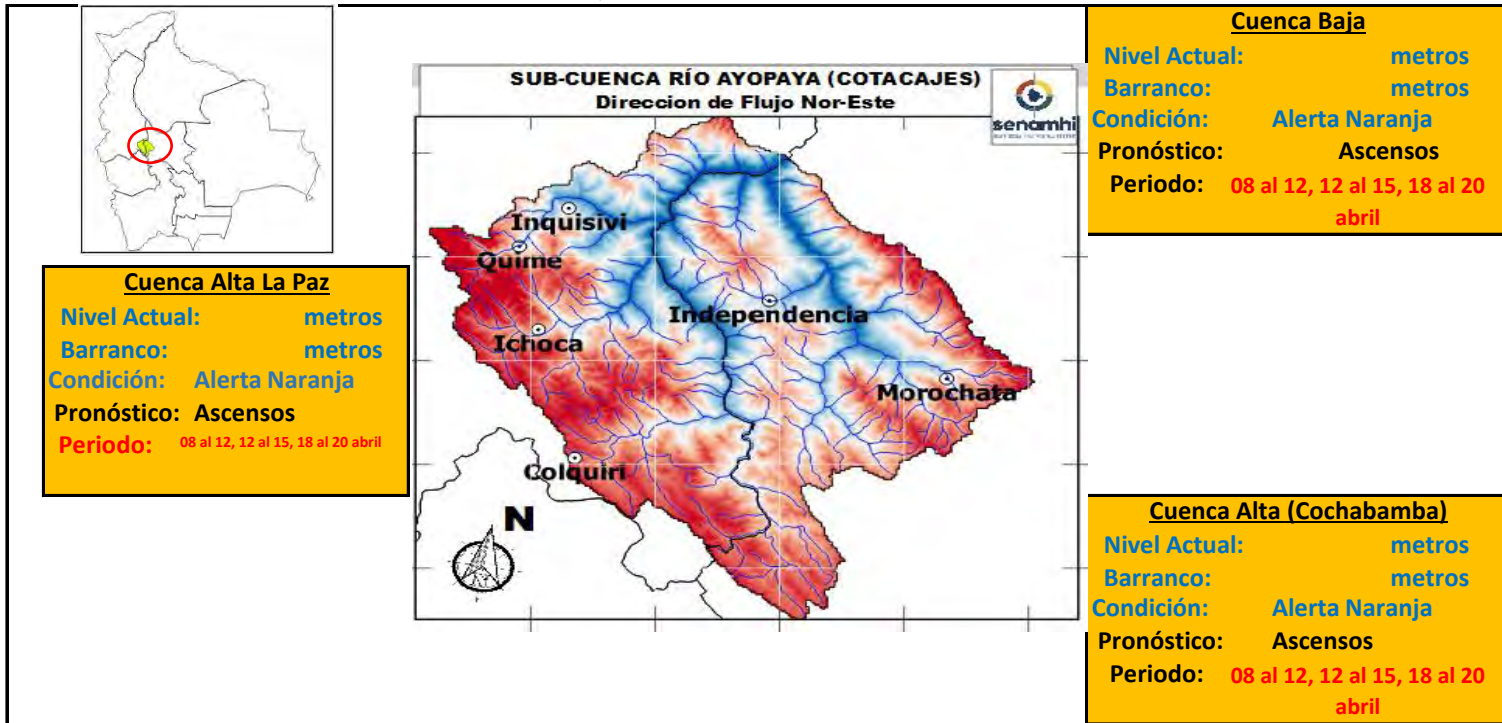 SUB-CUENCA RÍO AYOPAYA (COTACAJES)
Direccion de Flujo Nor-Este
senamhi
Inquisivi
Quime
Independencia
Ichoca
Morochata
Colquiri
N
Cuenca Baja
Nivel Actual: metros
Barranco: metros
Condición: Alerta Naranja
Pronóstico: Ascensos
Periodo: 08 al 12, 12 al 15, 18 al 20
abril
Cuenca Alta La Paz
Nivel Actual: metros
Barranco: metros
Condición: Alerta Naranja
Pronóstico: Ascensos
Periodo: 08 al 12, 12 al 15, 18 al 20 abril
Cuenca Alta (Cochabamba)
Nivel Actual: metros
Barranco: metros
Condición: Alerta Naranja
Pronóstico: Ascensos
Periodo: 08 al 12, 12 al 15, 18 al 20
abril